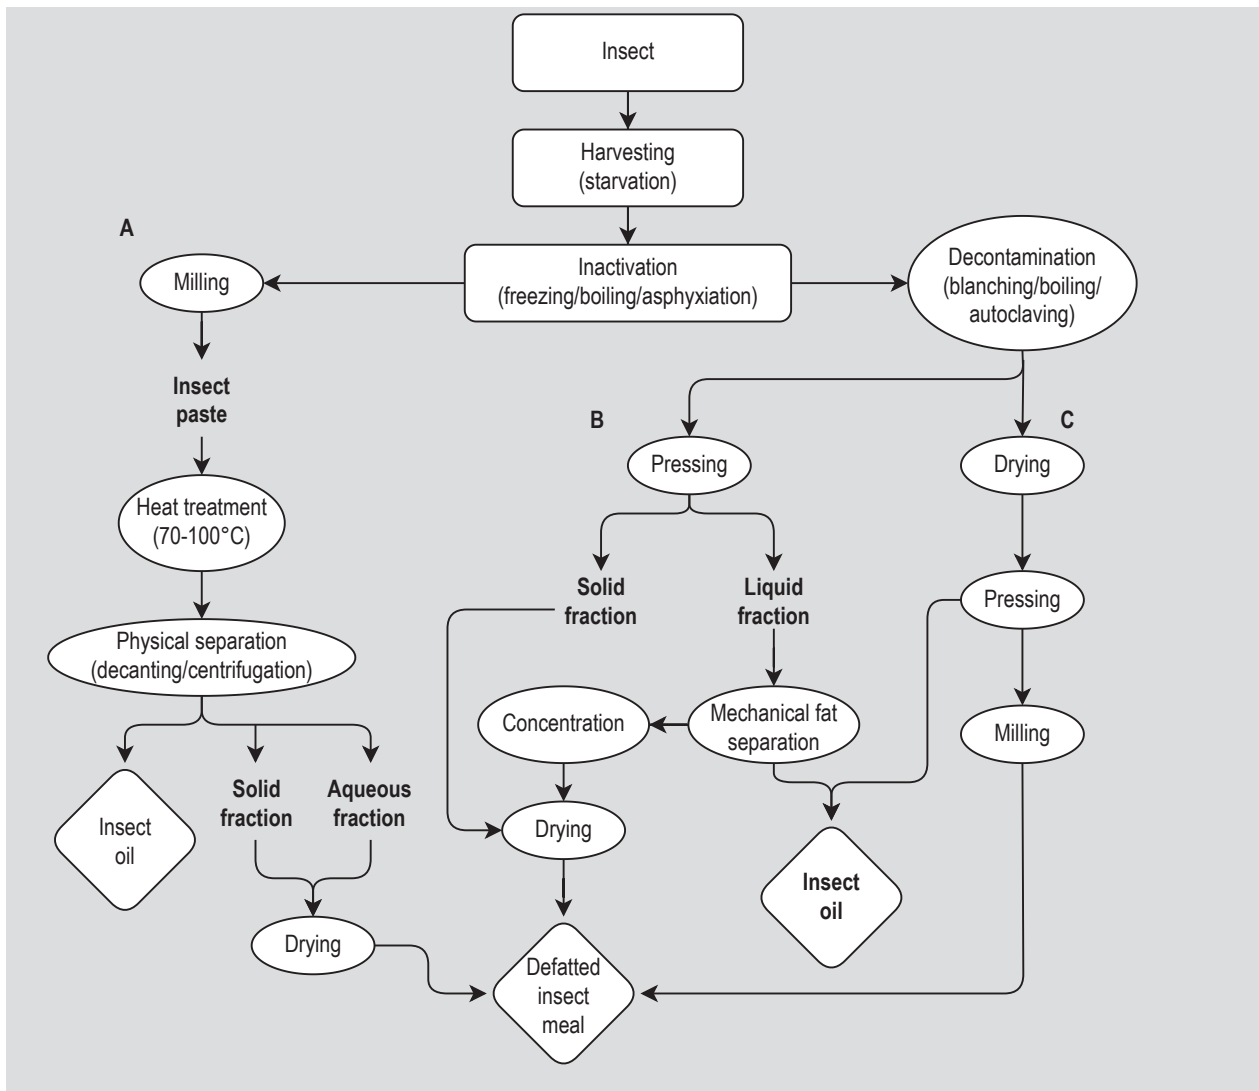 Insect
Harvesting
(starvation)
Inactivation
(freezing/boiling/asphyxiation)
A
Milling
Insect
paste
Heat treatment
(70-100°C)
Physical separation
(decanting/centrifugation)
Insect
oil
Solid
fraction
Aqueous
fraction
Drying
Decontamination
(blanching/boiling/
autoclaving)
B
Pressing
Solid
fraction
Liquid
fraction
Mechanical fat
separation
Concentration
Drying
Insect
oil
Defatted
insect
meal
C
Drying
Pressing
Milling